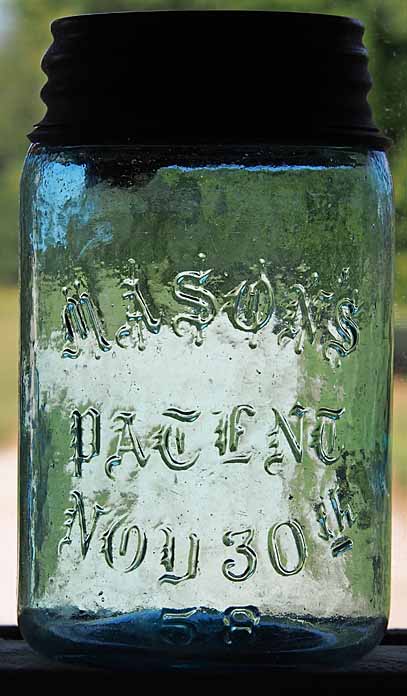 MASON'S
PATENT
NOV 30th
58